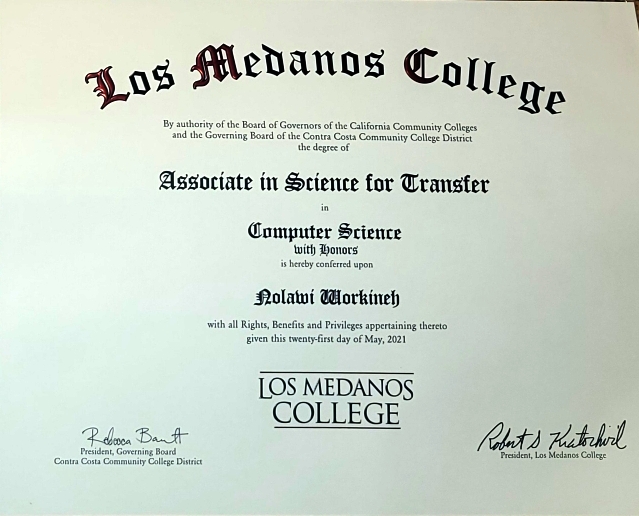 Los Medanos College
By authority of the Board of Governors of the California Community Colleges
and the Governing Board of the Contra Costa Community College District
the degree of
Associate in Science for Transfer
in
Computer Science
with Honors
is hereby conferred upon
Nolawi Workineh
with all Rights, Benefits and Privileges appertaining thereto
given this twenty-first day of May, 2021
LOS MEDANOS
COLLEGE
Rebecca Barrett
President, Governing Board
Contra Costa Community College District
Robert S Kratochvil
President, Los Medanos College